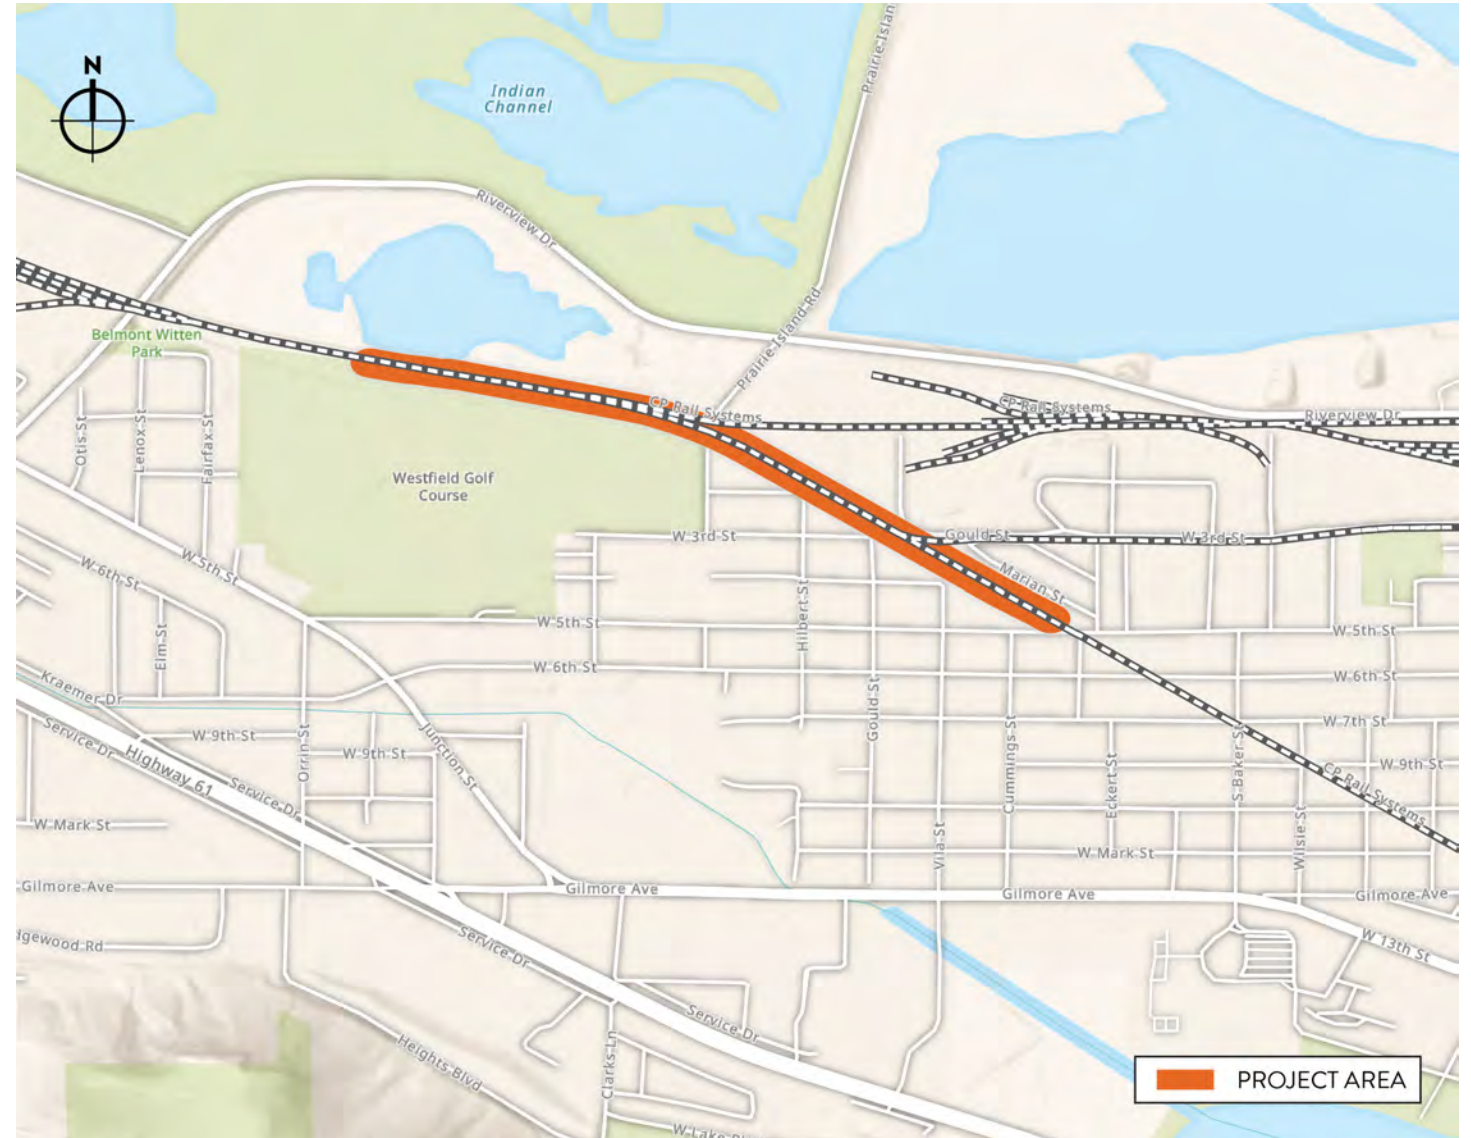 N
Indian
Channel
Prairie Islan
Riverview Dr
Prairie Island Rd
Belmont Witten
Park
CP Rail Systems
CP Rail Systems
Riverview Dr
Otis St
Lenox St
Fairfax St
Westfield Golf
Course
W 3rd St
Gould St
W 3rd St
Marian St
W 5th St
W 6th St
Elm St
Hilbert St
W 5th St
W 5th St
W 6th St
W 6th St
Kraemer Dr
Service Dr
Highway 61
Service Dr
W 9th St
Orrin St
W 9th St
Junction St
Gould St
Cummings St
W 7th St
S Baker St
Eckert St
W 9th St
CP Rail Systems
W Mark St
Vila St
W Mark St
Wilsie St
Gilmore Ave
Gilmore Ave
Gilmore Ave
Gilmore Ave
dgewood Rd
Service Dr
W 13th St
Service Dr
Heights Blvd
Clarks Ln
W Lake
PROJECT AREA